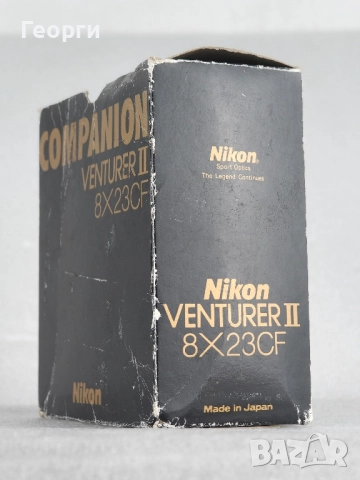 Георги
COMPANION
VENTURER II
8X23CF
Nikon
Nikon
Sport Optics
The Legend Continues
Nikon
VENTURER II
8X23CF
Made in Japan
BAZAR